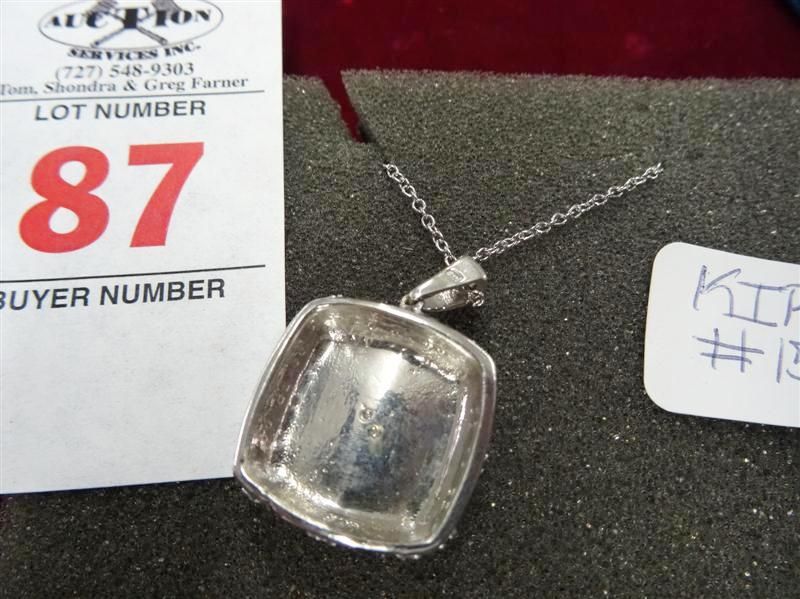 AUCTION
SERVICES INC.
(727) 548-9303
Tom, Shondra & Greg Farner
LOT NUMBER
87
BUYER NUMBER